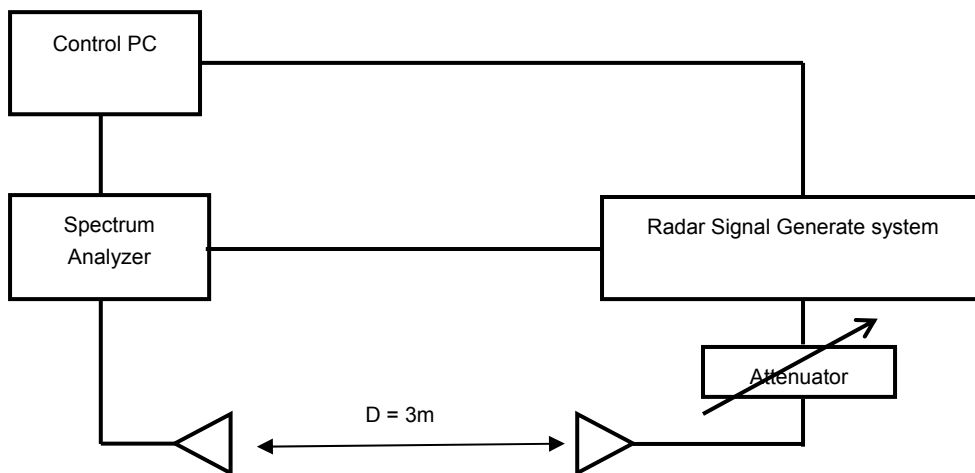 Control PC
Spectrum
Analyzer
Radar Signal Generate system
Attenuator
D = 3m